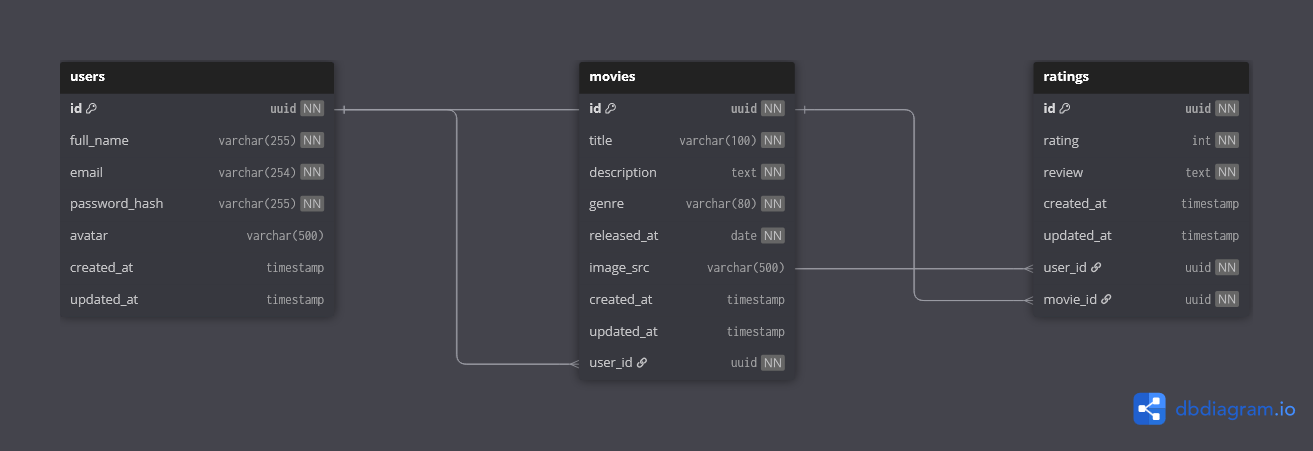 users
id uuid NN
full_name varchar(255) NN
email varchar(254) NN
password_hash varchar(255) NN
avatar varchar(500)
created_at timestamp
updated_at timestamp
movies
id uuid NN
title varchar(100) NN
description text NN
genre varchar(80) NN
released_at date NN
image_src varchar(500)
created_at timestamp
updated_at timestamp
user_id uuid NN
ratings
id uuid NN
rating int NN
review text NN
created_at timestamp
updated_at timestamp
user_id uuid NN
movie_id uuid NN
dbdiagram.io